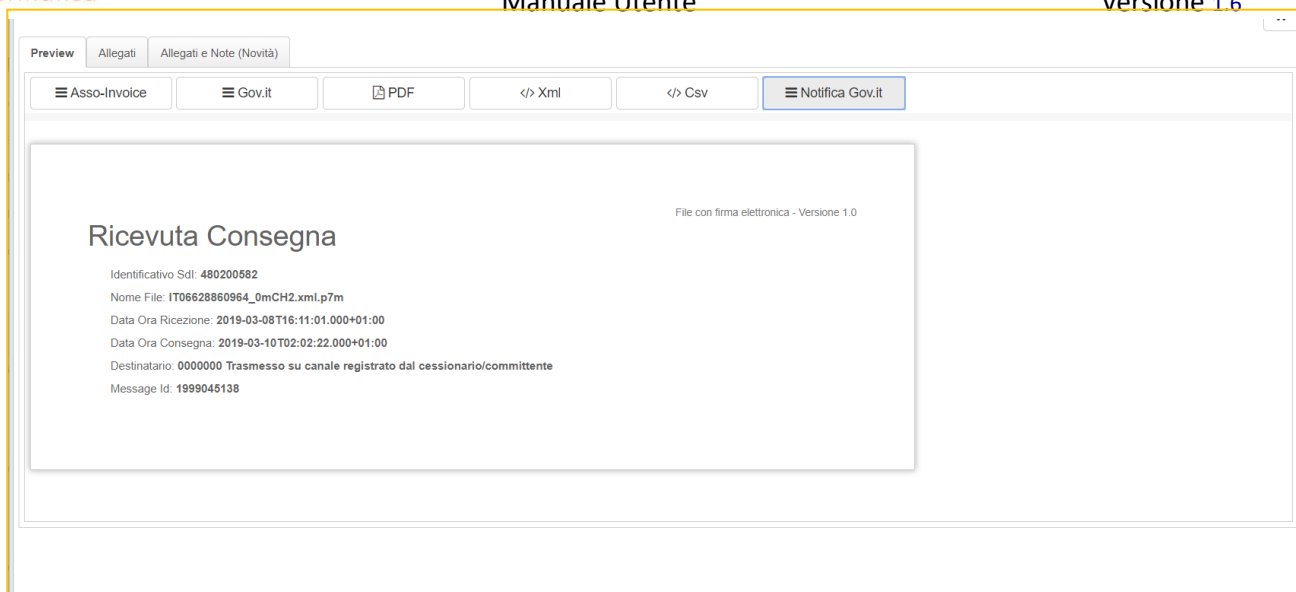 Manuale Utente Versione 1.6
Preview Allegati Allegati e Note (Novità)
Asso-Invoice Gov.it PDF </> Xml </> Csv Notifica Gov.it
File con firma elettronica - Versione 1.0
Ricevuta Consegna
Identificativo SdI: 480200582
Nome File: IT06628860964_0mCH2.xml.p7m
Data Ora Ricezione: 2019-03-08T16:11:01.000+01:00
Data Ora Consegna: 2019-03-10T02:02:22.000+01:00
Destinatario: 0000000 Trasmesso su canale registrato dal cessionario/committente
Message Id: 1999045138